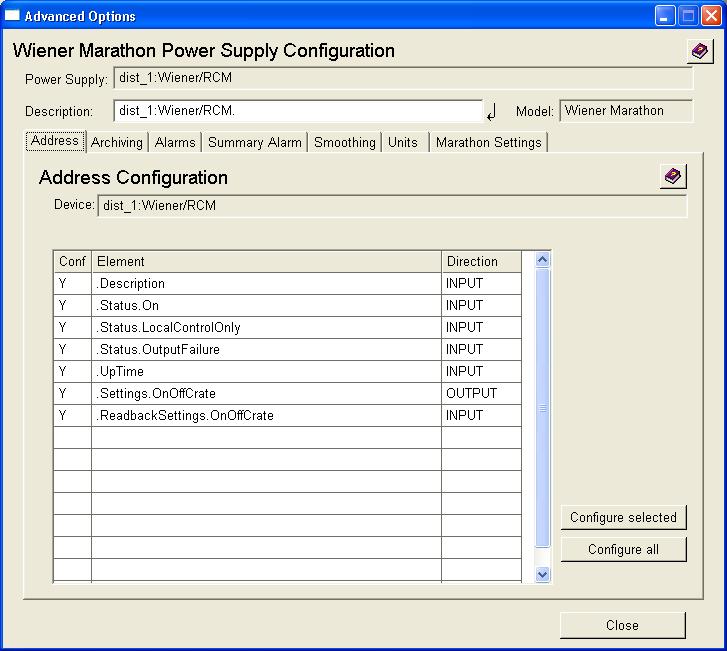 Advanced Options
Wiener Marathon Power Supply Configuration
Power Supply: dist_1:Wiener/RCM
Description: dist_1:Wiener/RCM. Model: Wiener Marathon
Address Archiving Alarms Summary Alarm Smoothing Units Marathon Settings
Address Configuration
Device: dist_1:Wiener/RCM
Conf Element Direction
Y .Description INPUT
Y .Status.On INPUT
Y .Status.LocalControlOnly INPUT
Y .Status.OutputFailure INPUT
Y .UpTime INPUT
Y .Settings.OnOffCrate OUTPUT
Y .ReadbackSettings.OnOffCrate INPUT
Configure selected
Configure all
Close